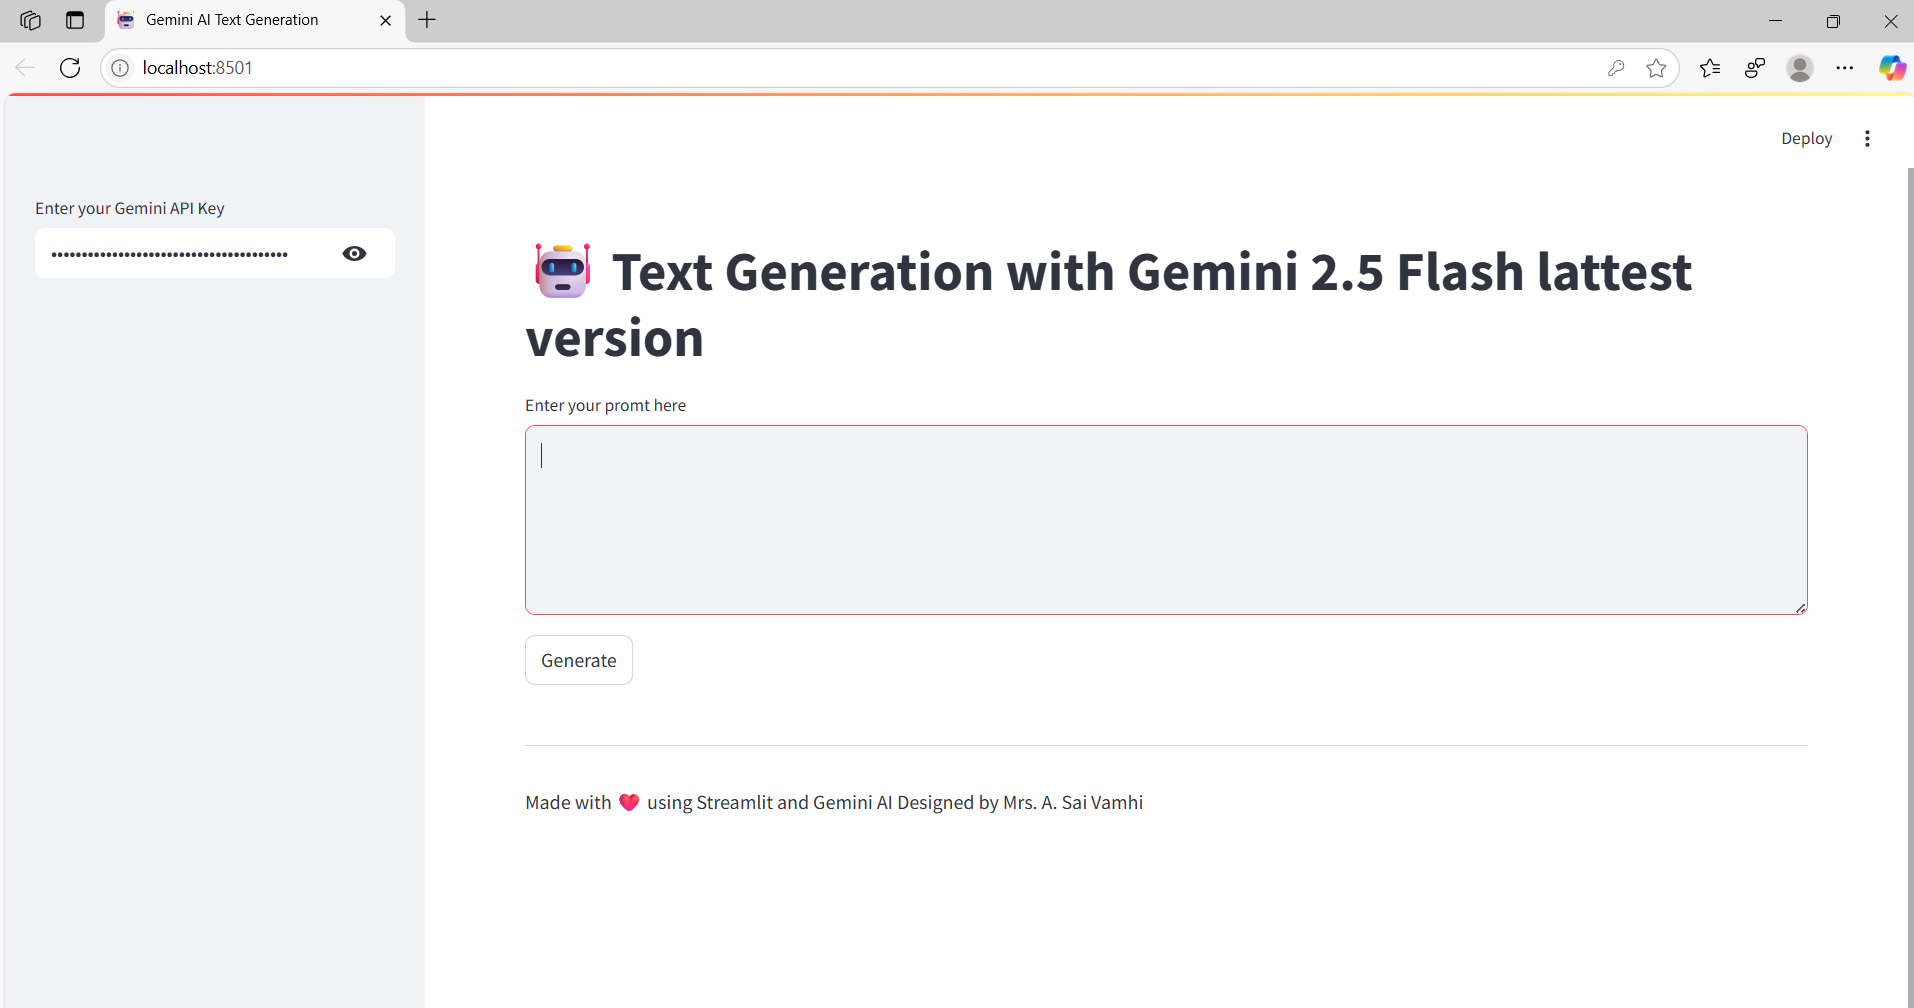 Gemini AI Text Generation
localhost:8501
Deploy
Enter your Gemini API Key
••••••••••••••••••••••••••••••••••••••
Text Generation with Gemini 2.5 Flash lattest
version
Enter your promt here
Generate
Made with ❤️ using Streamlit and Gemini AI Designed by Mrs. A. Sai Vamhi